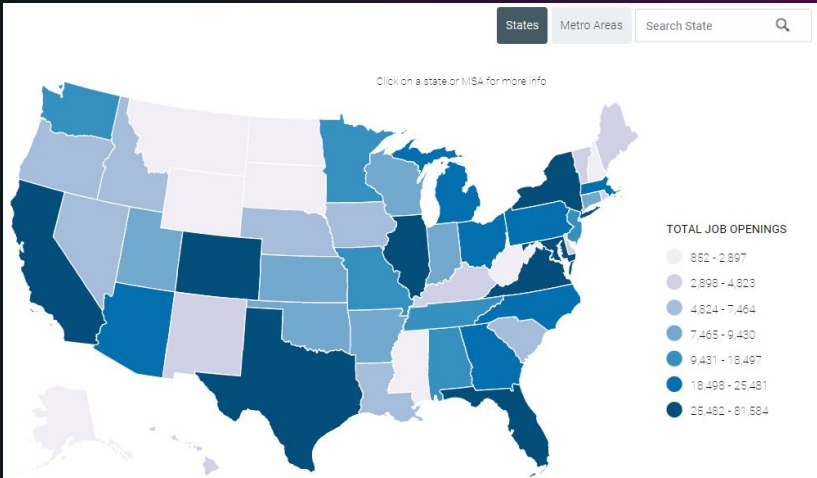 States Metro Areas Search State
Click on a state or MSA for more info
TOTAL JOB OPENINGS
852 - 2,897
2,898 - 4,823
4,824 - 7,464
7,465 - 9,430
9,431 - 18,497
18,498 - 25,481
25,482 - 81,584